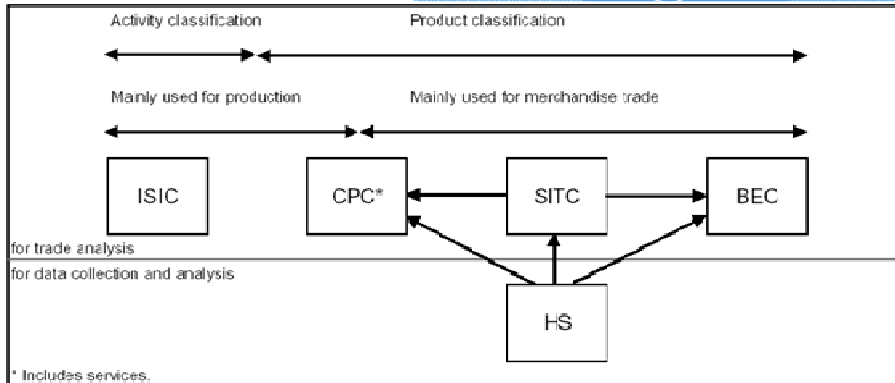 Activity classification
Product classification
Mainly used for production
Mainly used for merchandise trade
ISIC
CPC*
SITC
BEC
for trade analysis
for data collection and analysis
HS
* Includes services.